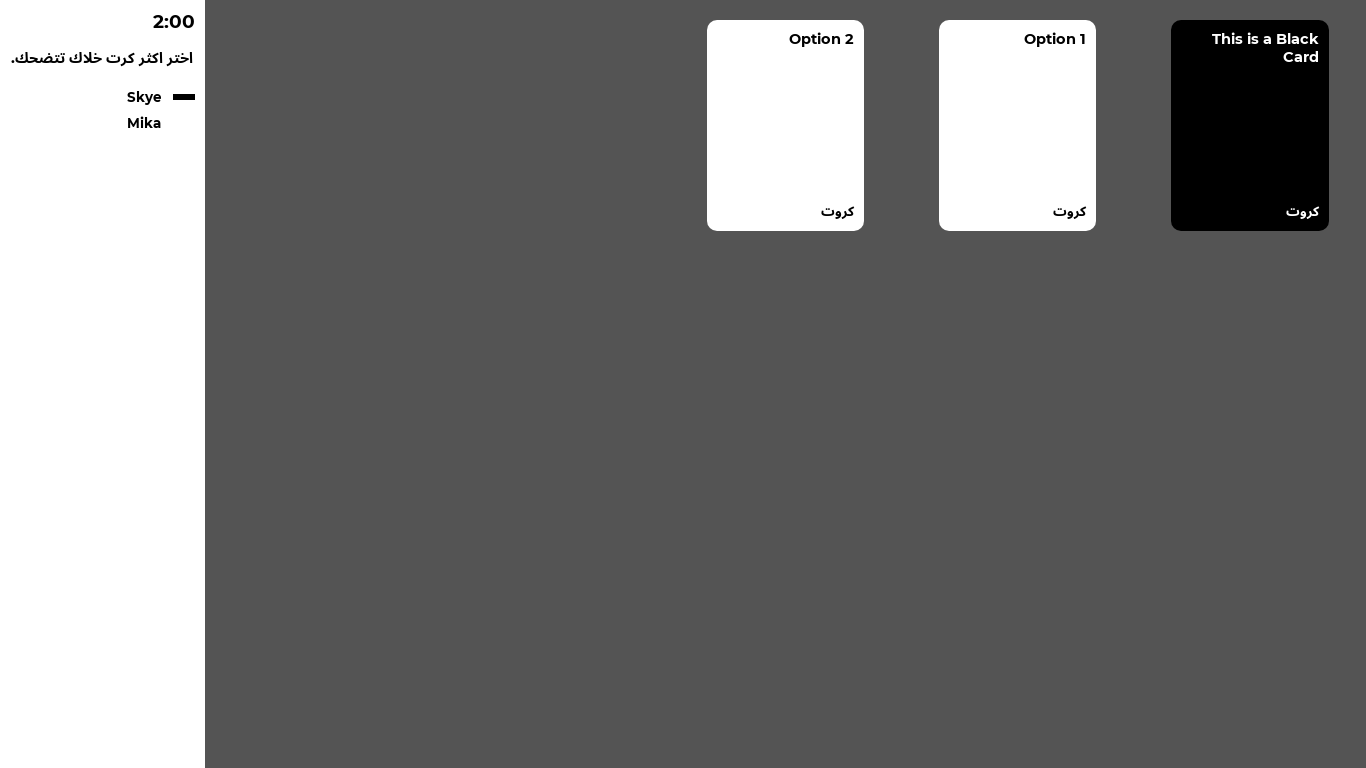 2:00
اختر اكثر كرت خلاك تتضحك.
Skye
Mika
This is a Black
Card
كروت
Option 1
كروت
Option 2
كروت